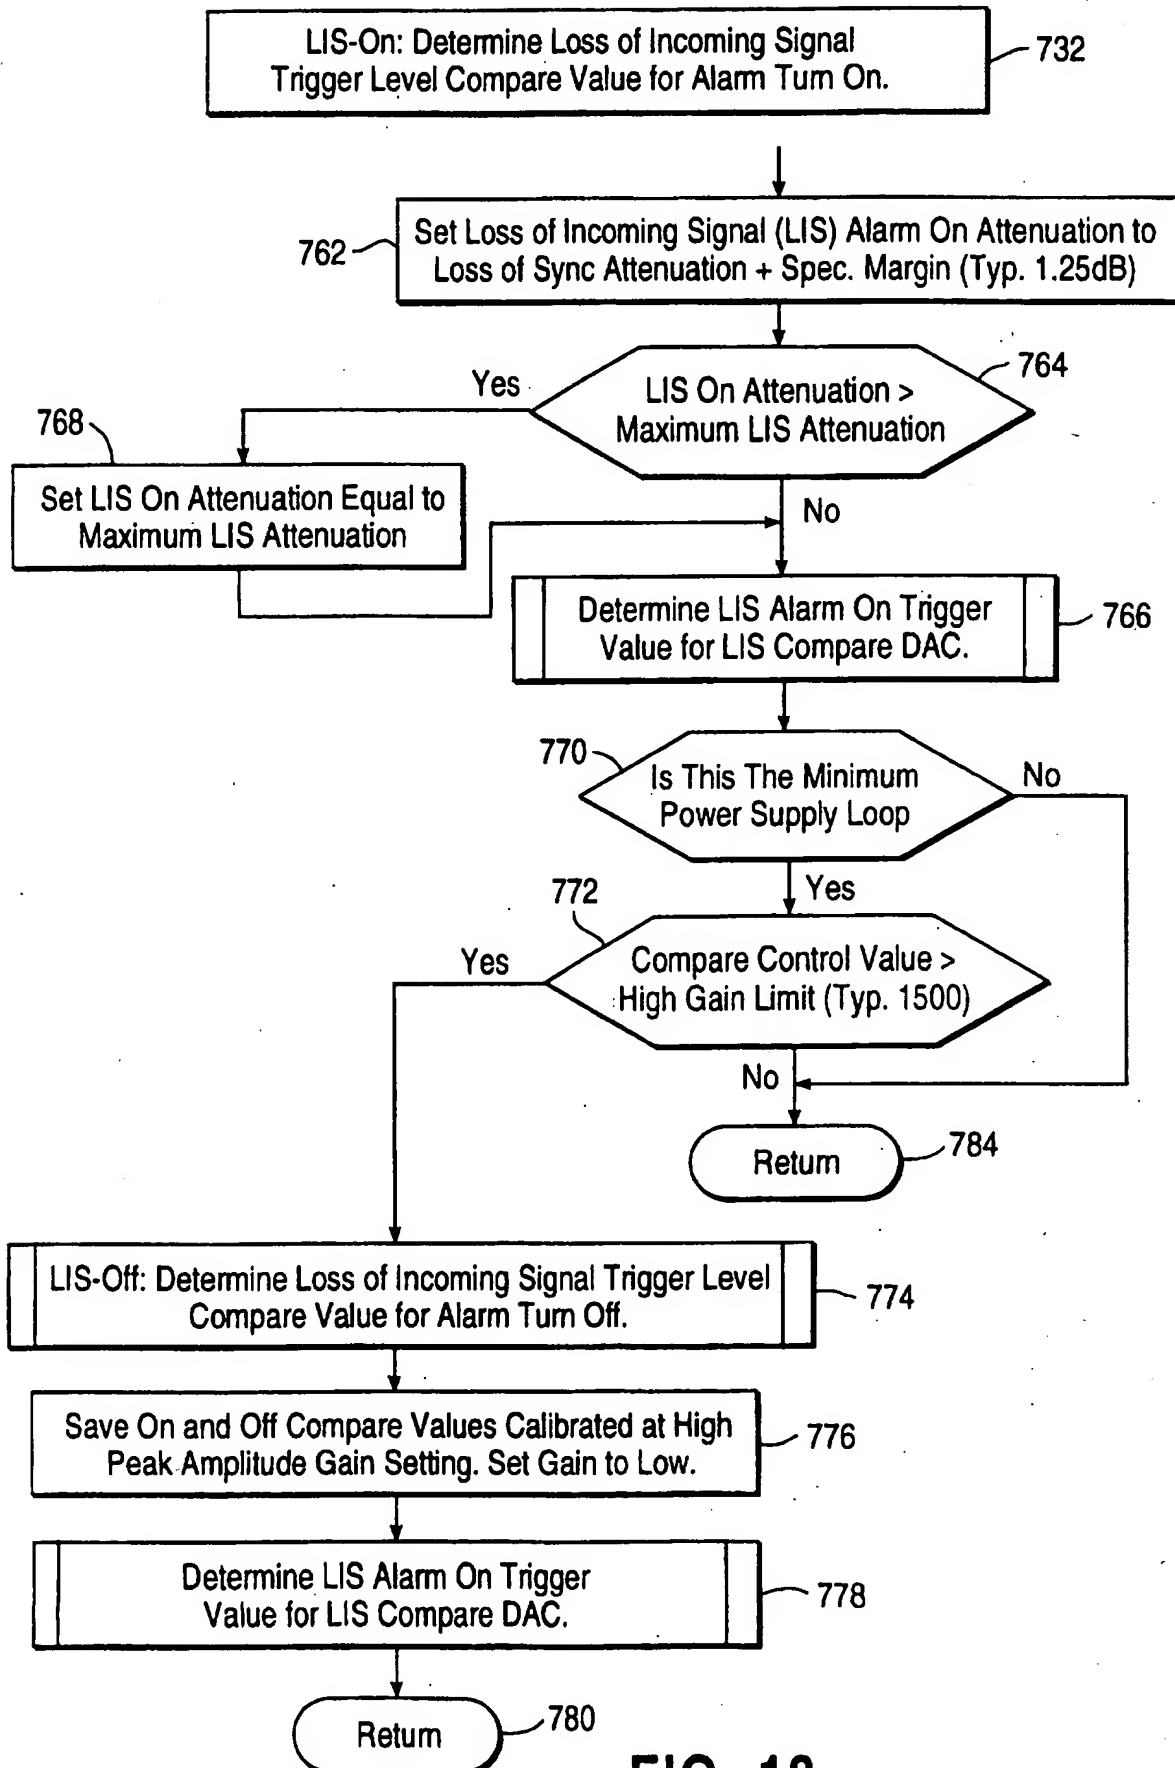 LIS-On: Determine Loss of Incoming Signal
Trigger Level Compare Value for Alarm Turn On.
732
762
Set Loss of Incoming Signal (LIS) Alarm On Attenuation to
Loss of Sync Attenuation + Spec. Margin (Typ. 1.25dB)
764
LIS On Attenuation >
Maximum LIS Attenuation
Yes
768
Set LIS On Attenuation Equal to
Maximum LIS Attenuation
No
Determine LIS Alarm On Trigger
Value for LIS Compare DAC.
766
770
Is This The Minimum
Power Supply Loop
No
Yes
772
Compare Control Value >
High Gain Limit (Typ. 1500)
Yes
No
Return
784
LIS-Off: Determine Loss of Incoming Signal Trigger Level
Compare Value for Alarm Turn Off.
774
Save On and Off Compare Values Calibrated at High
Peak Amplitude Gain Setting. Set Gain to Low.
776
Determine LIS Alarm On Trigger
Value for LIS Compare DAC.
778
Return
780